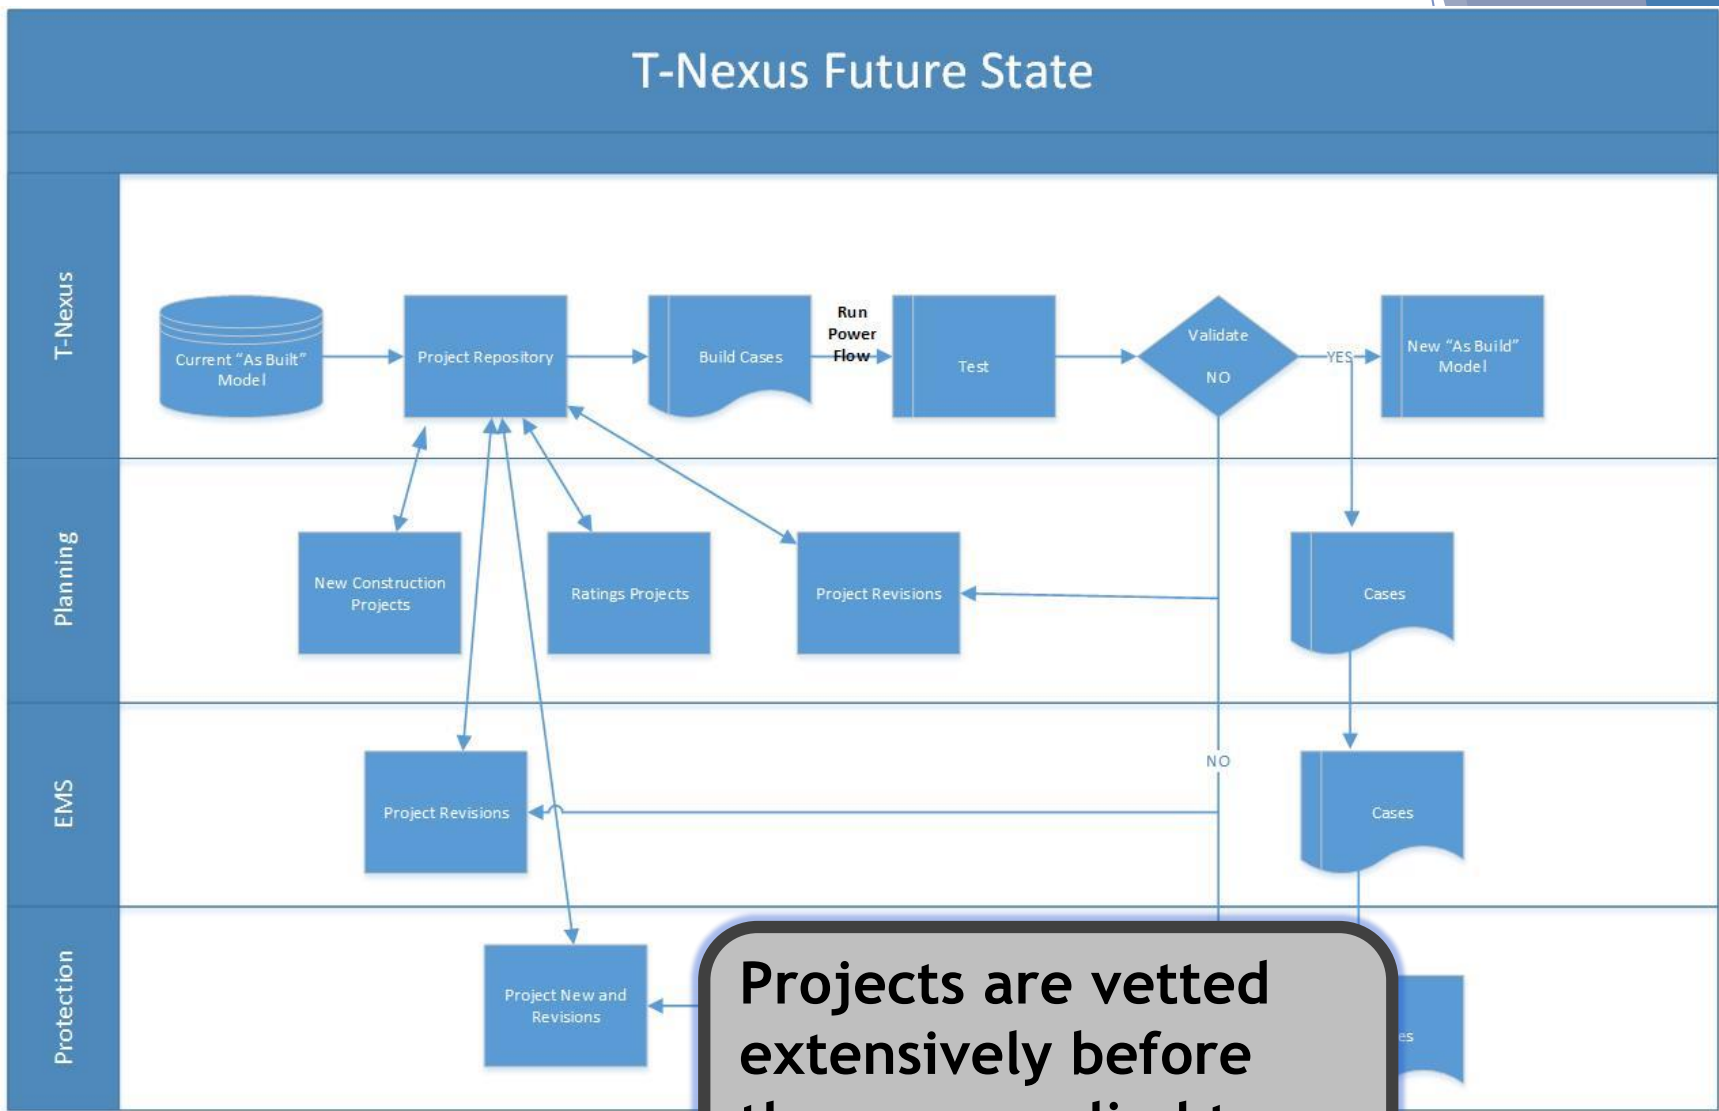 T-Nexus Future State
T-Nexus
Current "As Built"
Model
Project Repository
Build Cases
Run
Power
Flow
Test
Validate
NO
YES
New "As Build"
Model
Planning
New Construction
Projects
Ratings Projects
Project Revisions
Cases
EMS
Project Revisions
NO
Cases
Protection
Project New and
Revisions
Projects are vetted
extensively before